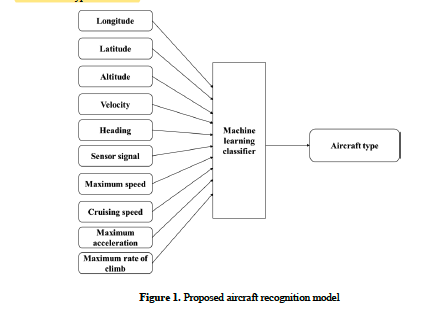 Longitude
Latitude
Altitude
Velocity
Heading
Sensor signal
Maximum speed
Cruising speed
Maximum
acceleration
Maximum rate of
climb
Machine
learning
classifier
Aircraft type
Figure 1. Proposed aircraft recognition model